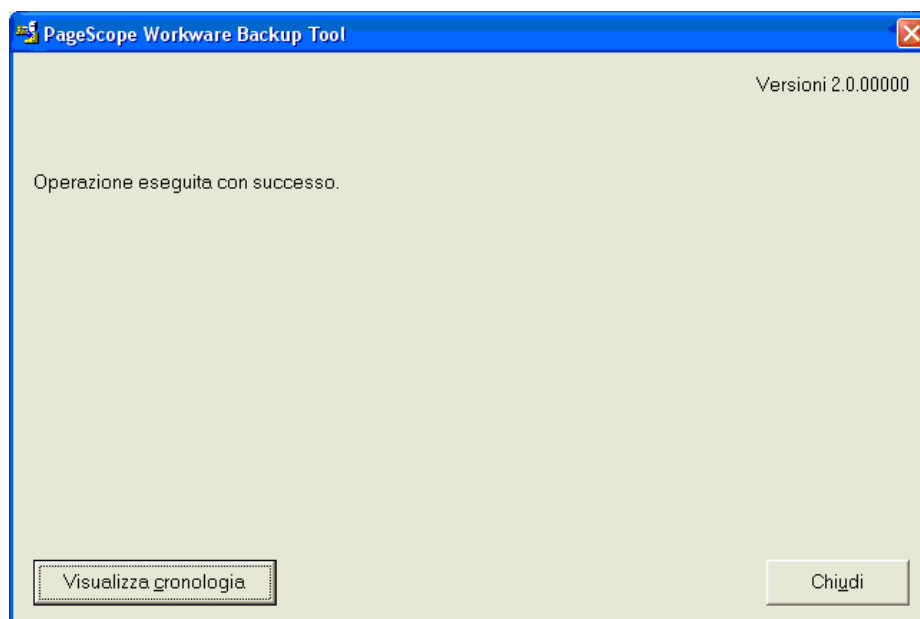 PageScope Workware Backup Tool
Versioni 2.0.00000
Operazione eseguita con successo.
Visualizza cronologia
Chiudi